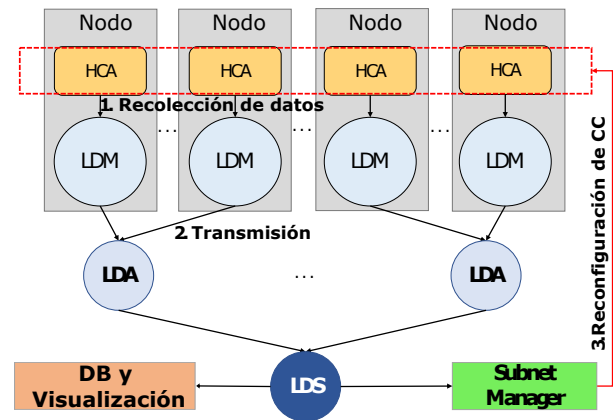 Nodo Nodo Nodo Nodo
HCA HCA HCA HCA
1. Recolección de datos
... ... ...
LDM LDM LDM LDM
2. Transmisión
LDA ... LDA
3. Reconfiguración de CC
DB y
Visualización
LDS
Subnet
Manager